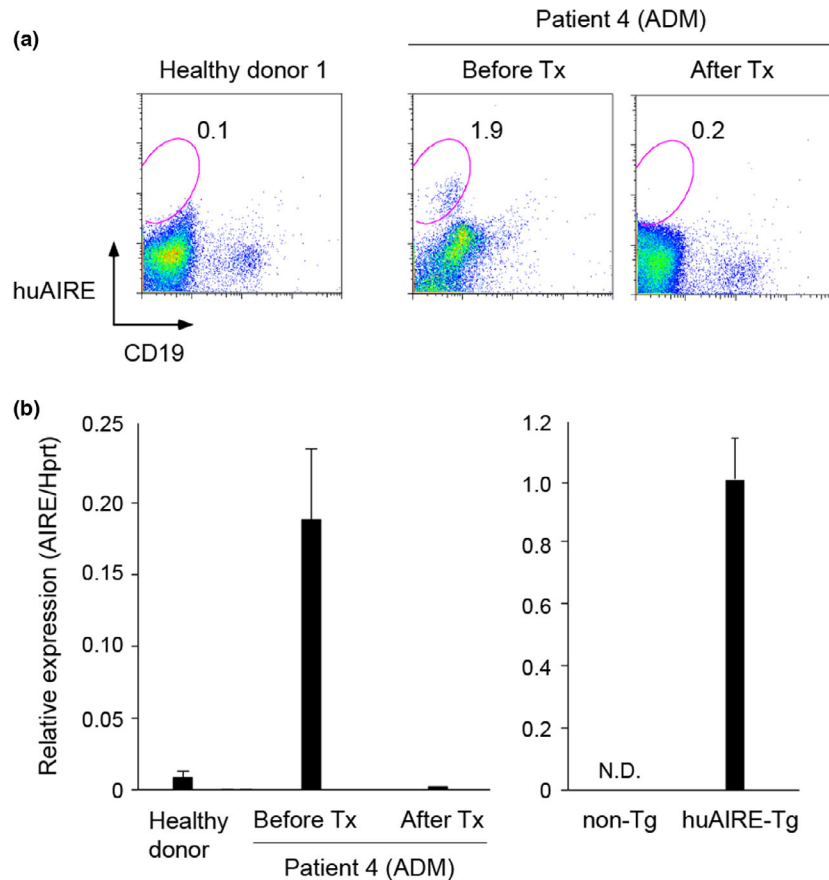 (a)
Patient 4 (ADM)
Healthy donor 1
Before Tx
After Tx
0.1
1.9
0.2
huAIRE
CD19
(b)
Relative expression (AIRE/Hprt)
0.25
0.20
0.15
0.10
0.05
0
Healthy
donor
Before Tx
After Tx
Patient 4 (ADM)
1.2
1.0
0.8
0.6
0.4
0.2
0
N.D.
non-Tg
huAIRE-Tg